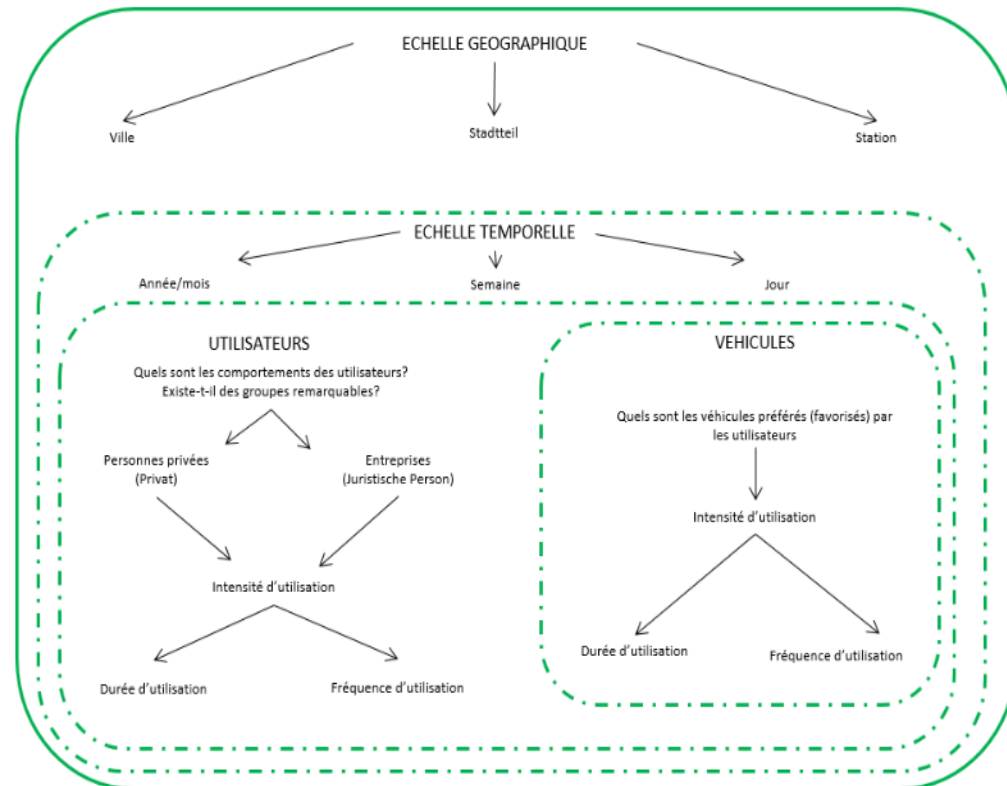 ECHELLE GEOGRAPHIQUE
Ville
Stadtteil
Station
ECHELLE TEMPORELLE
Année/mois
Semaine
Jour
UTILISATEURS
Quels sont les comportements des utilisateurs?
Existe-t-il des groupes remarquables?
Personnes privées
(Privat)
Entreprises
(Juristische Person)
Intensité d'utilisation
Durée d'utilisation
Fréquence d'utilisation
VEHICULES
Quels sont les véhicules préférés (favorisés) par
les utilisateurs
Intensité d'utilisation
Durée d'utilisation
Fréquence d'utilisation